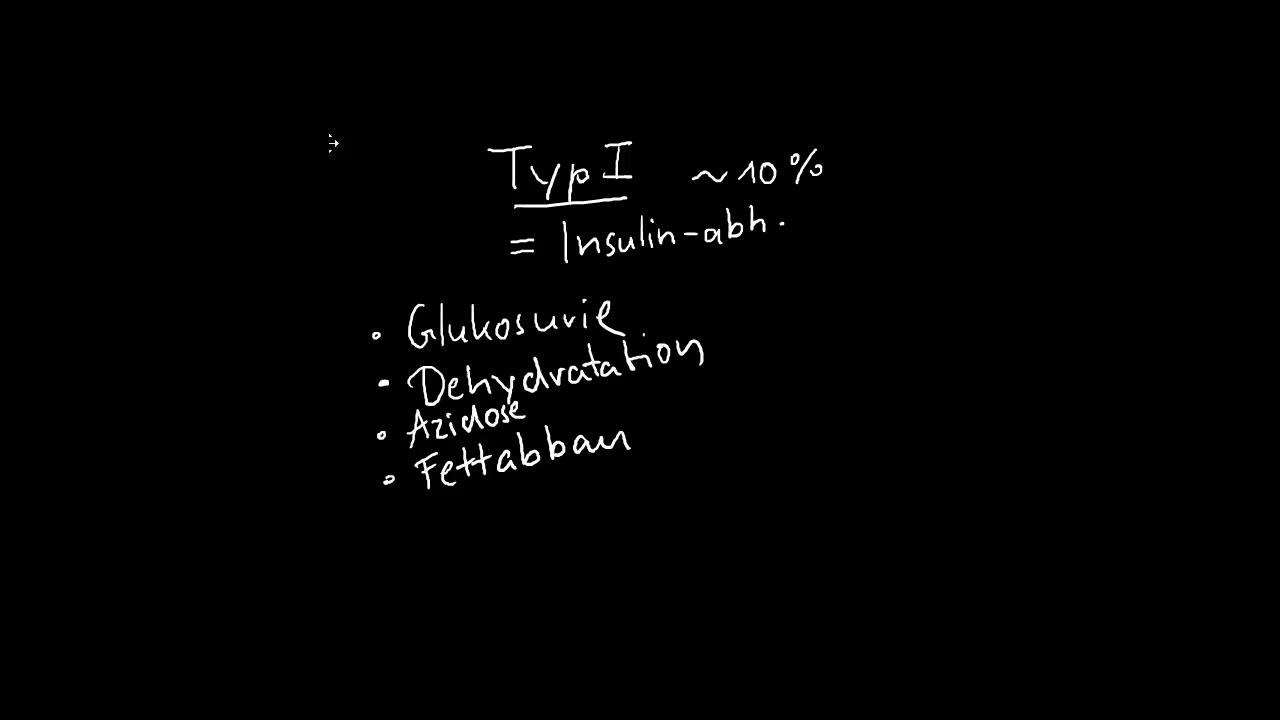 Typ I ~ 10 %
= Insulin-abh.
• Glukosurie
• Dehydratation
• Azidose
• Fettabbau